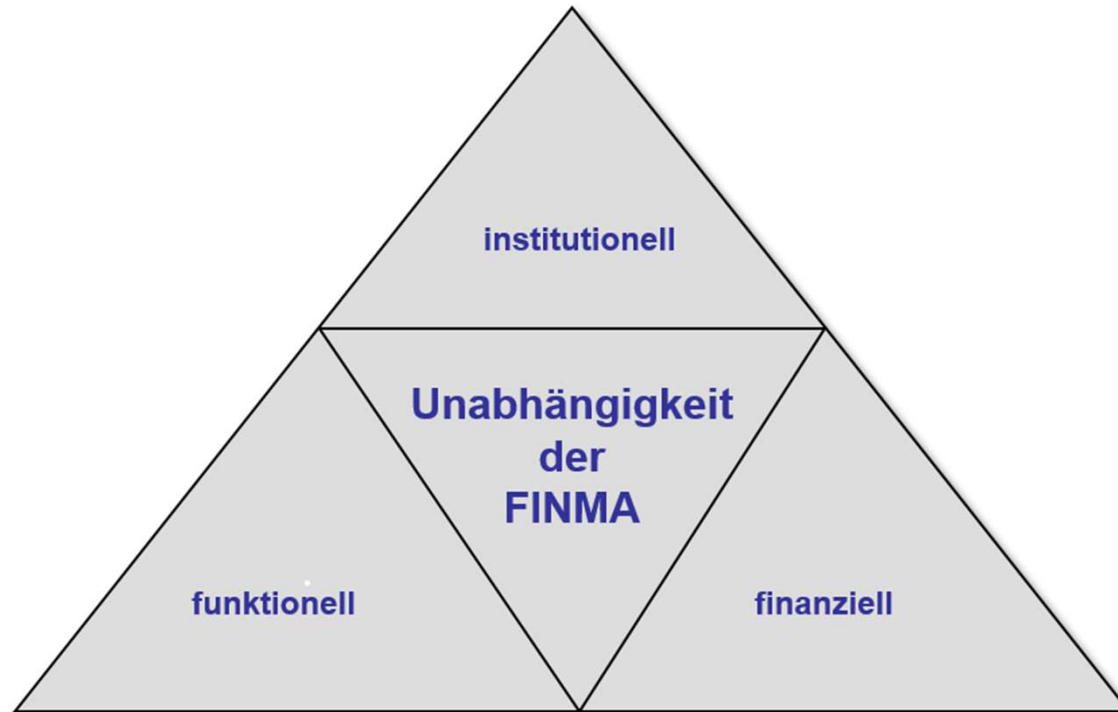 institutionell
Unabhängigkeit
der
FINMA
funktionell
finanziell